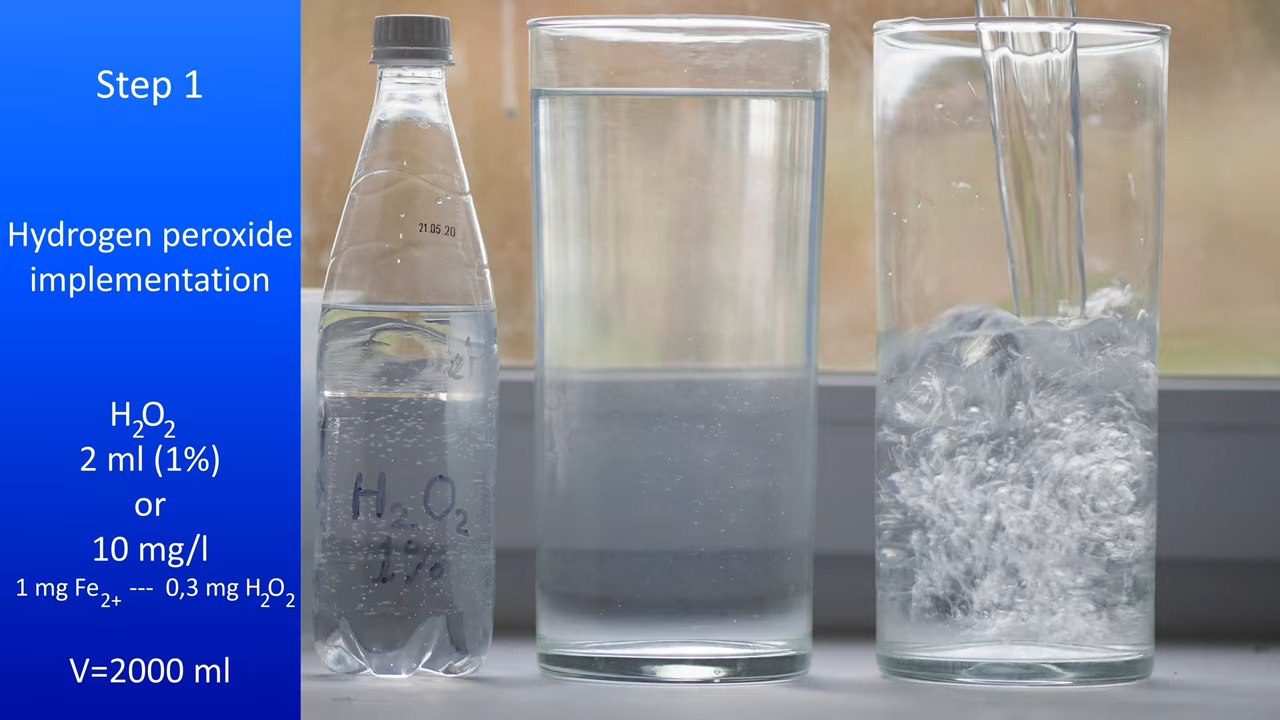 Step 1
Hydrogen peroxide
implementation
H₂O₂
2 ml (1%)
or
10 mg/l
1 mg Fe₂₊ --- 0,3 mg H₂O₂
V=2000 ml
21.05.20
H₂O₂
1%